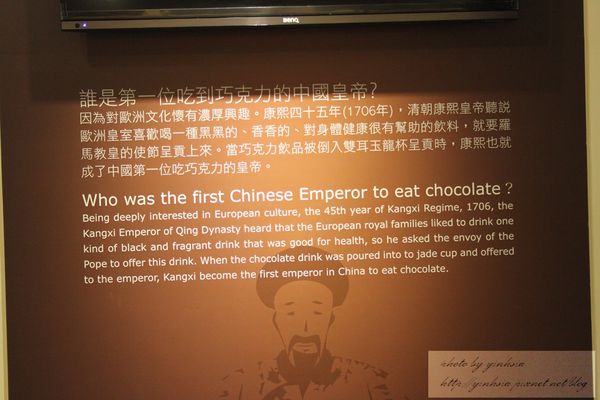 BenQ
誰是第一位吃到巧克力的中國皇帝?
因為對歐洲文化懷有濃厚興趣。康熙四十五年(1706年)，清朝康熙皇帝聽説
歐洲皇室喜歡喝一種黑黑的、香香的、對身體健康很有幫助的飲料，就要羅
馬教皇的使節呈貢上來。當巧克力飲品被倒入雙耳玉龍杯呈貢時，康熙也就
成了中國第一位吃巧克力的皇帝。
Who was the first Chinese Emperor to eat chocolate？
Being deeply interested in European culture, the 45th year of Kangxi Regime, 1706, the
Kangxi Emperor of Qing Dynasty heard that the European royal families liked to drink one
kind of black and fragrant drink that was good for health, so he asked the envoy of the
Pope to offer this drink. When the chocolate drink was poured into to jade cup and offered
to the emperor, Kangxi become the first emperor in China to eat chocolate.
photo by yinhsia
http://yinhsia.pixnet.net/blog